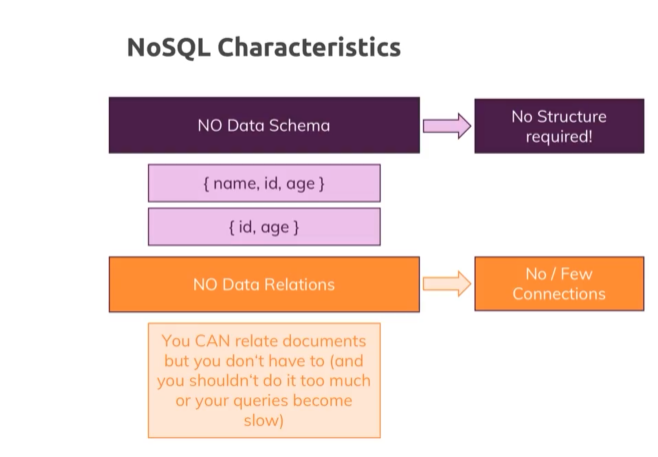 NoSQL Characteristics
NO Data Schema
No Structure
required!
{ name, id, age }
{ id, age }
NO Data Relations
No / Few
Connections
You CAN relate documents
but you don't have to (and
you shouldn't do it too much
or your queries become
slow)